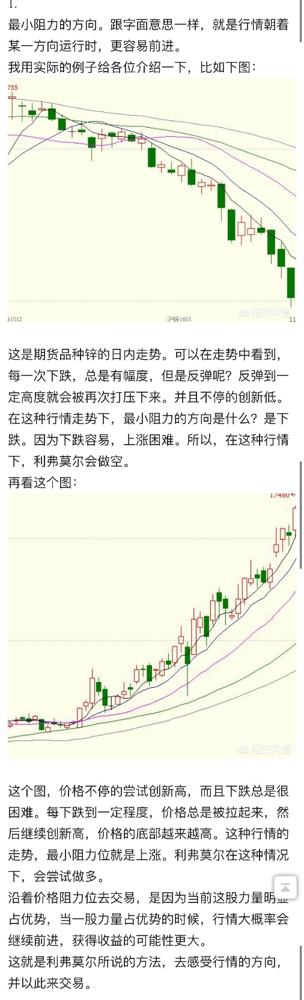 1.
最小阻力的方向。跟字面意思一样，就是行情朝着
某一方向运行时，更容易前进。
我用实际的例子给各位介绍一下，比如下图：
755
1512
沪锌1601
11
悟空问答
这是期货品种锌的日内走势。可以在走势中看到，
每一次下跌，总是有幅度，但是反弹呢？反弹到一
定高度就会被再次打压下来。并且不停的创新低。
在这种行情走势下，最小阻力的方向是什么？是下
跌。因为下跌容易，上涨困难。所以，在这种行情
下，利弗莫尔会做空。
再看这个图：
17480
悟空问答
这个图，价格不停的尝试创新高，而且下跌总是很
困难。每下跌到一定程度，价格总是被拉起来，然
后继续创新高，价格的底部越来越高。这种行情的
走势，最小阻力位就是上涨。利弗莫尔在这种情况
下，会尝试做多。
沿着价格阻力位去交易，是因为当前这股力量明显
占优势，当一股力量占优势的时候，行情大概率会
继续前进，获得收益的可能性更大。
这就是利弗莫尔所说的方法，去感受行情的方向，
并以此来交易。